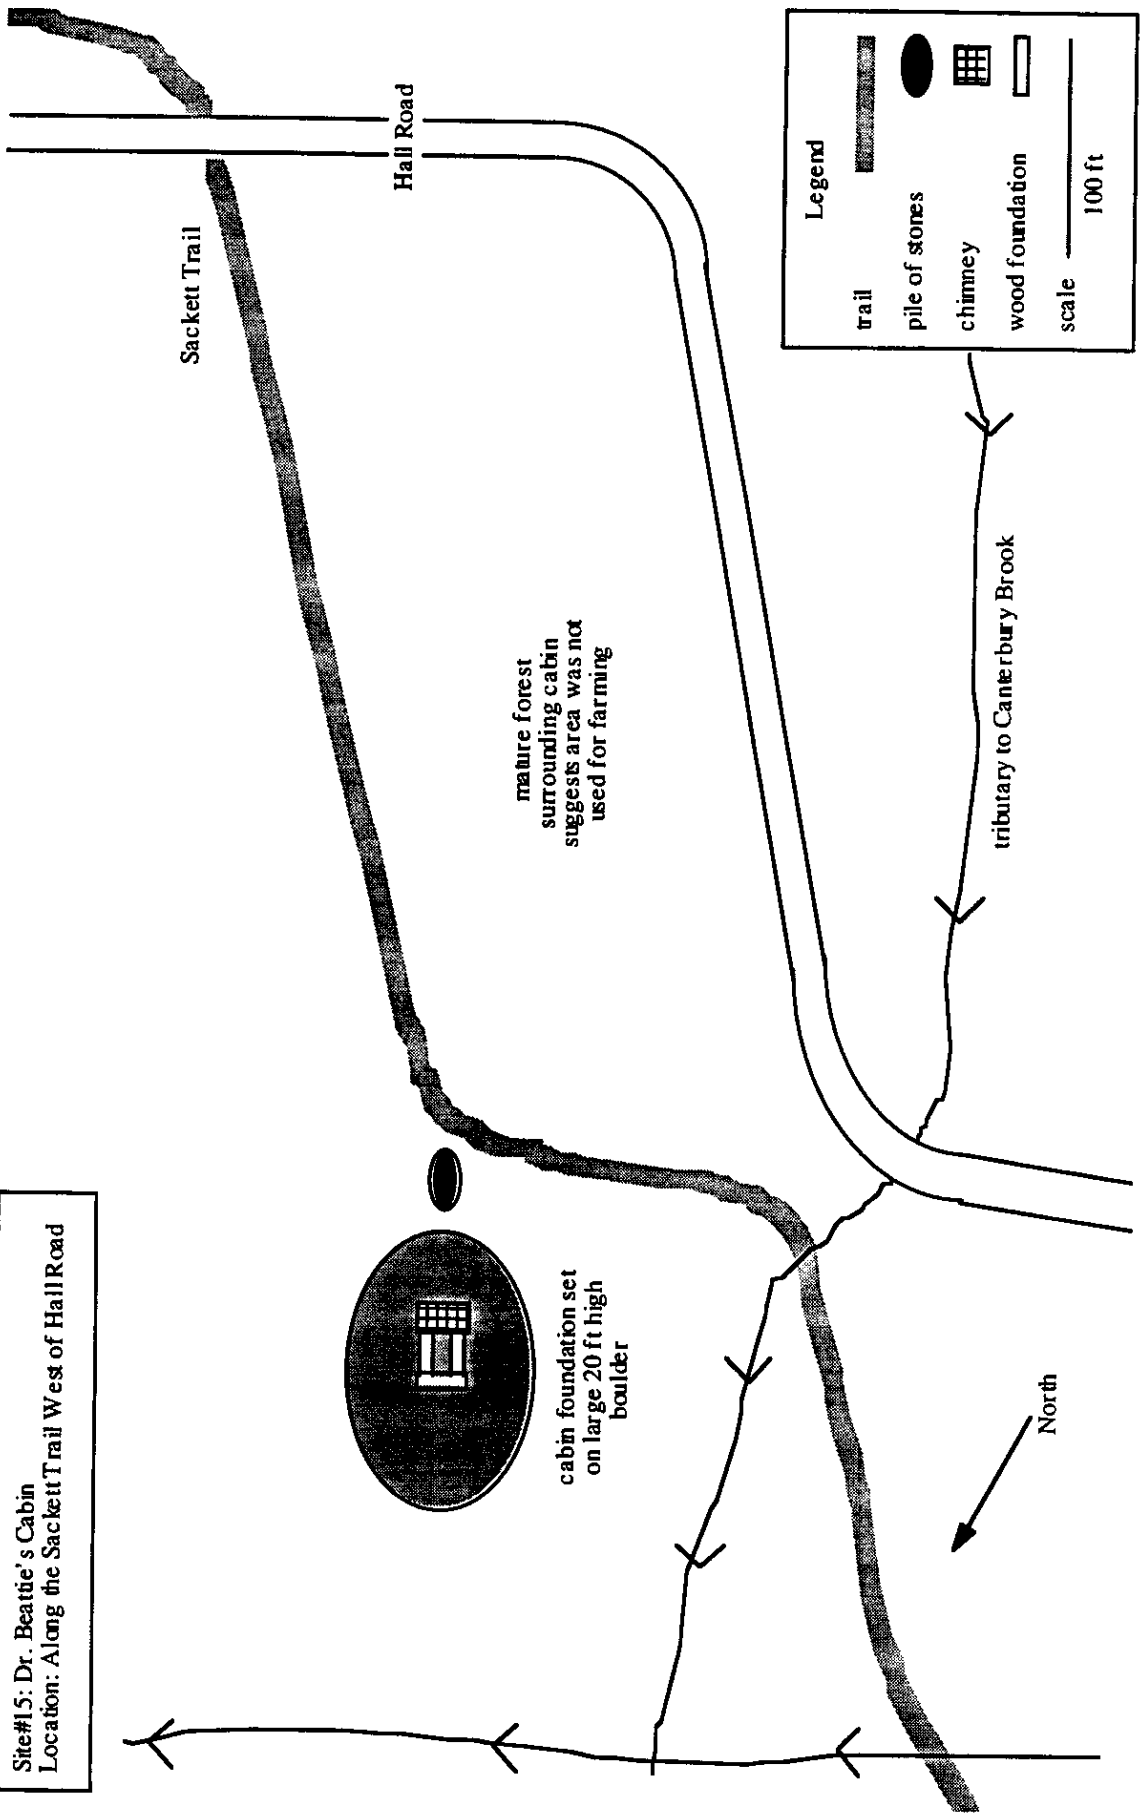 Site#15: Dr. Beattie's Cabin
Location: Along the Sackett Trail West of Hall Road
Sackett Trail
Hall Road
mature forest
surrounding cabin
suggests area was not
used for farming
cabin foundation set
on large 20 ft high
boulder
tributary to Canterbury Brook
North
Legend
trail
pile of stones
chimney
wood foundation
scale
100 ft